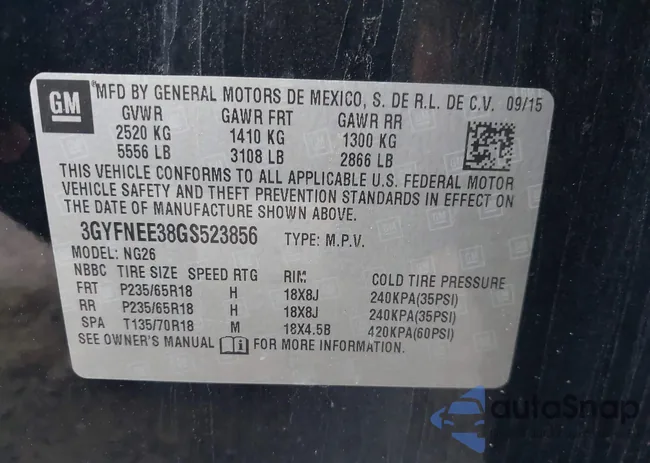 GM
MFD BY GENERAL MOTORS DE MEXICO, S. DE R.L. DE C.V. 09/15
GVWR GAWR FRT GAWR RR
2520 KG 1410 KG 1300 KG
5556 LB 3108 LB 2866 LB
THIS VEHICLE CONFORMS TO ALL APPLICABLE U.S. FEDERAL MOTOR
VEHICLE SAFETY AND THEFT PREVENTION STANDARDS IN EFFECT ON
THE DATE OF MANUFACTURE SHOWN ABOVE.
3GYFNEE38GS523856 TYPE: M.P.V.
MODEL: NG26
NBBC TIRE SIZE SPEED RTG RIM COLD TIRE PRESSURE
FRT P235/65R18 H 18X8J 240KPA(35PSI)
RR P235/65R18 H 18X8J 240KPA(35PSI)
SPA T135/70R18 M 18X4.5B 420KPA(60PSI)
SEE OWNER'S MANUAL i FOR MORE INFORMATION.
autoSnap